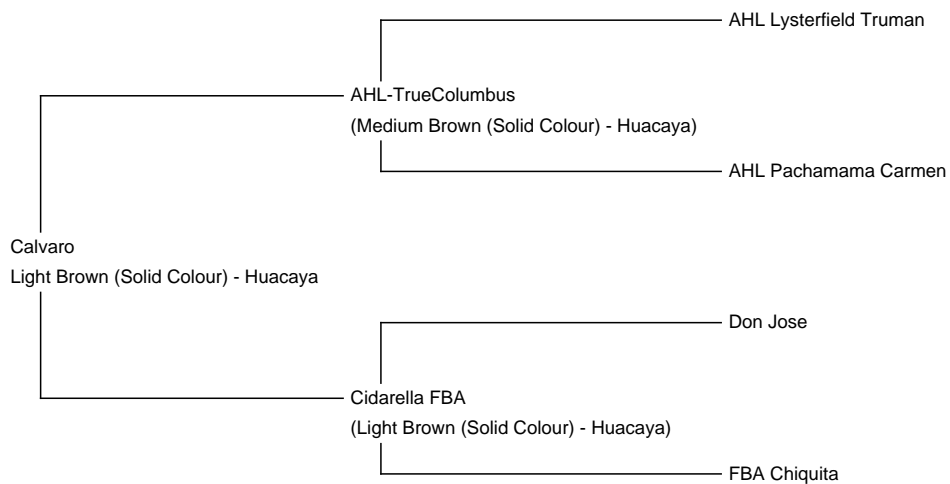 AHL Lysterfield Truman
AHL-TrueColumbus
(Medium Brown (Solid Colour) - Huacaya)
AHL Pachamama Carmen
Calvaro
Light Brown (Solid Colour) - Huacaya
Don Jose
Cidarella FBA
(Light Brown (Solid Colour) - Huacaya)
FBA Chiquita